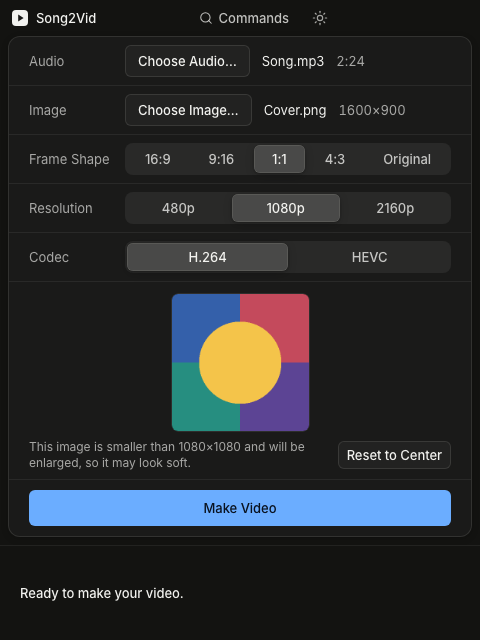 Song2Vid
Commands
Audio
Choose Audio...
Song.mp3
2:24
Image
Choose Image...
Cover.png
1600×900
Frame Shape
16:9
9:16
1:1
4:3
Original
Resolution
480p
1080p
2160p
Codec
H.264
HEVC
This image is smaller than 1080×1080 and will be
enlarged, so it may look soft.
Reset to Center
Make Video
Ready to make your video.